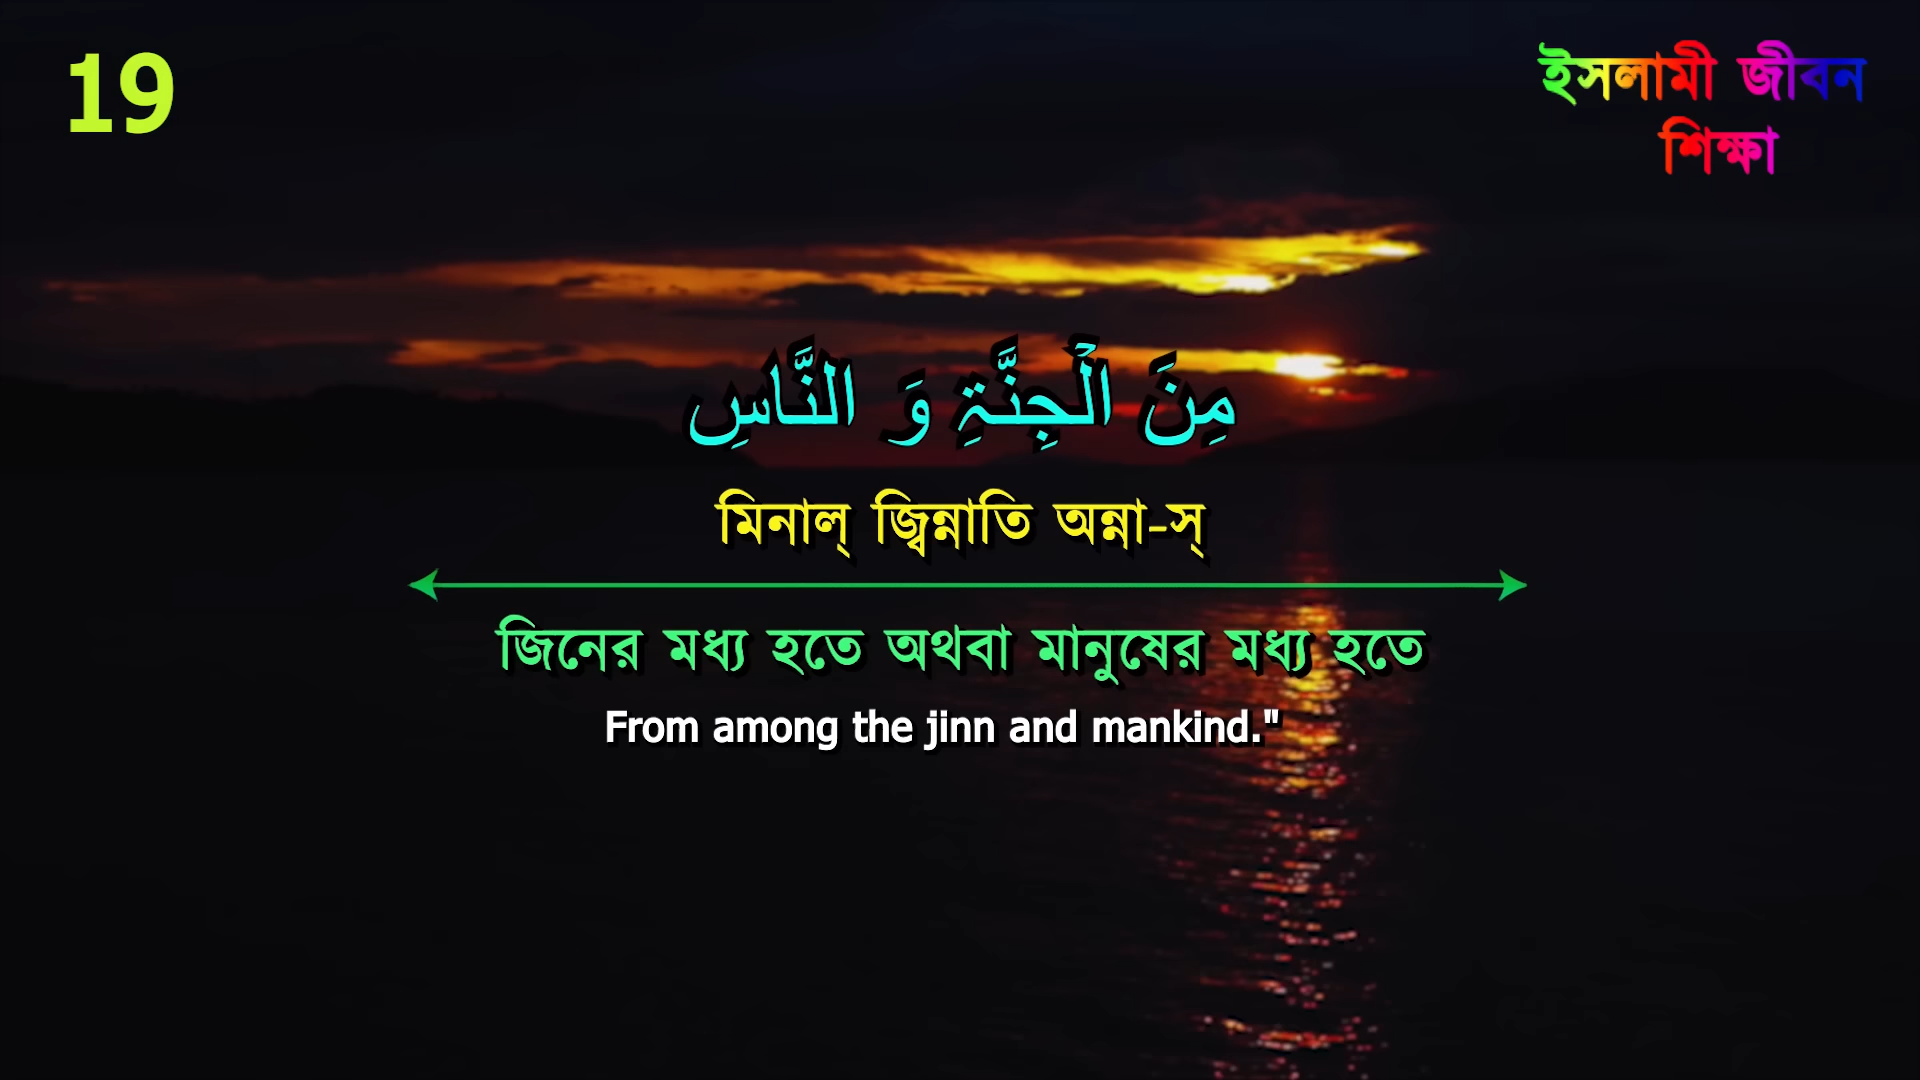 19
ইসলামী জীবন
শিক্ষা
مِنَ الْجِنَّۃِ وَ النَّاسِ
মিনাল্ জ্বিন্নাতি অন্না-স্
জিনের মধ্য হতে অথবা মানুষের মধ্য হতে
From among the jinn and mankind."